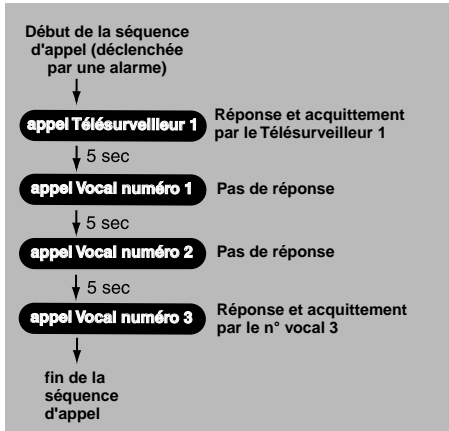 Début de la séquence
d'appel (déclenchée
par une alarme)
appel Télésurveilleur 1
Réponse et acquittement
par le Télésurveilleur 1
5 sec
appel Vocal numéro 1
Pas de réponse
5 sec
appel Vocal numéro 2
Pas de réponse
5 sec
appel Vocal numéro 3
Réponse et acquittement
par le n° vocal 3
fin de la
séquence
d'appel